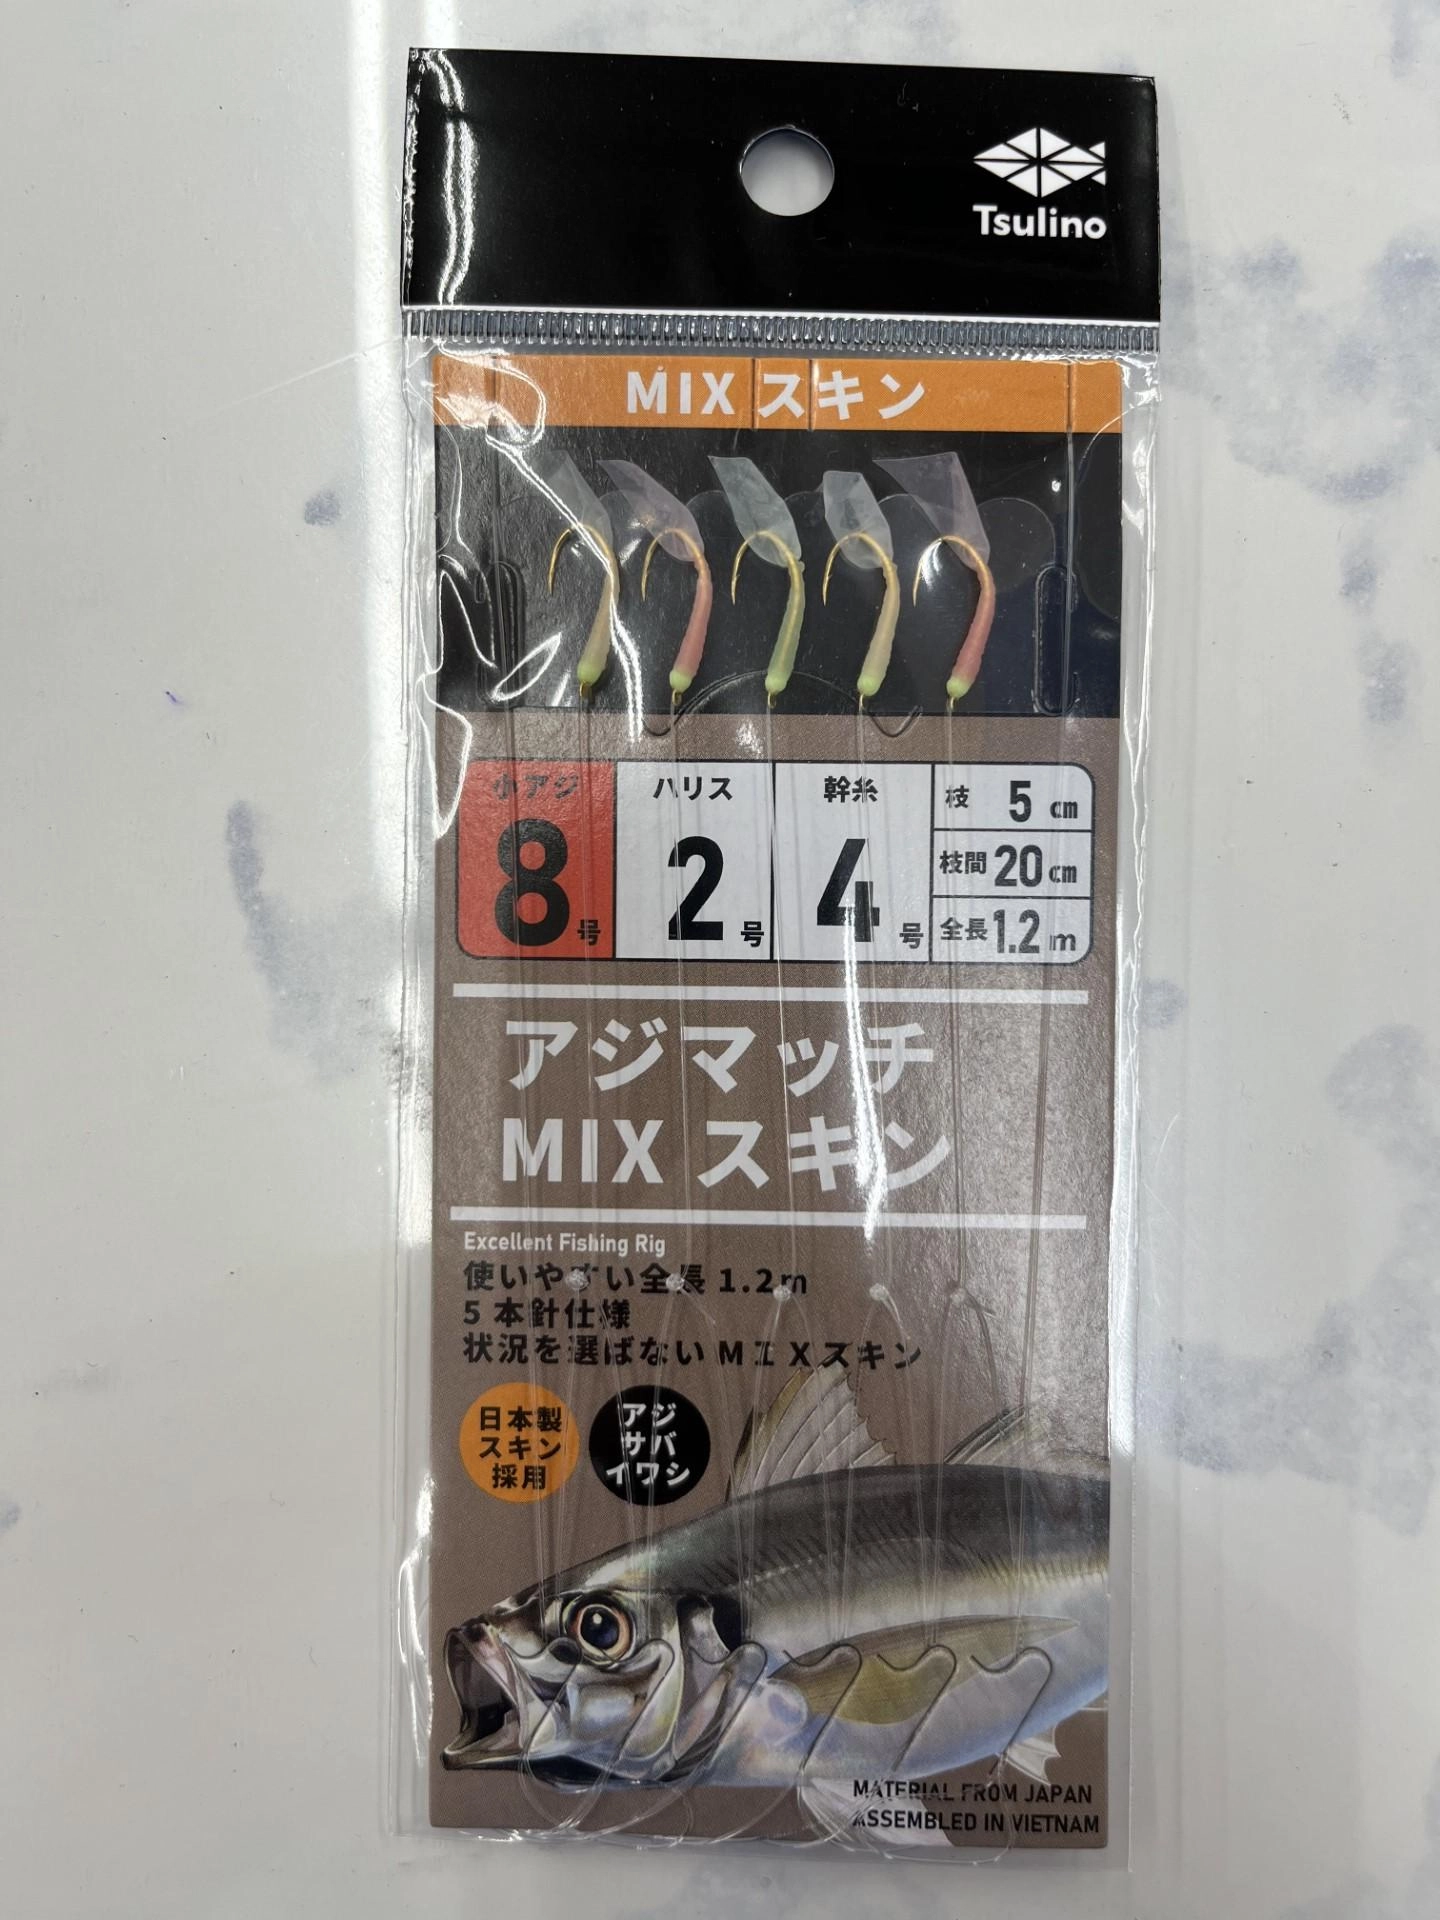 Tsulino
MIX スキン
小アジ
8号
ハリス
2号
幹糸
4号
枝 5 cm
枝間 20 cm
全長 1.2 m
アジマッチ
MIX スキン
Excellent Fishing Rig
使いやすい全長 1.2m
5 本針仕様
状況を選ばない MIXスキン
日本製
スキン
採用
アジ
サバ
イワシ
MATERIAL FROM JAPAN
ASSEMBLED IN VIETNAM